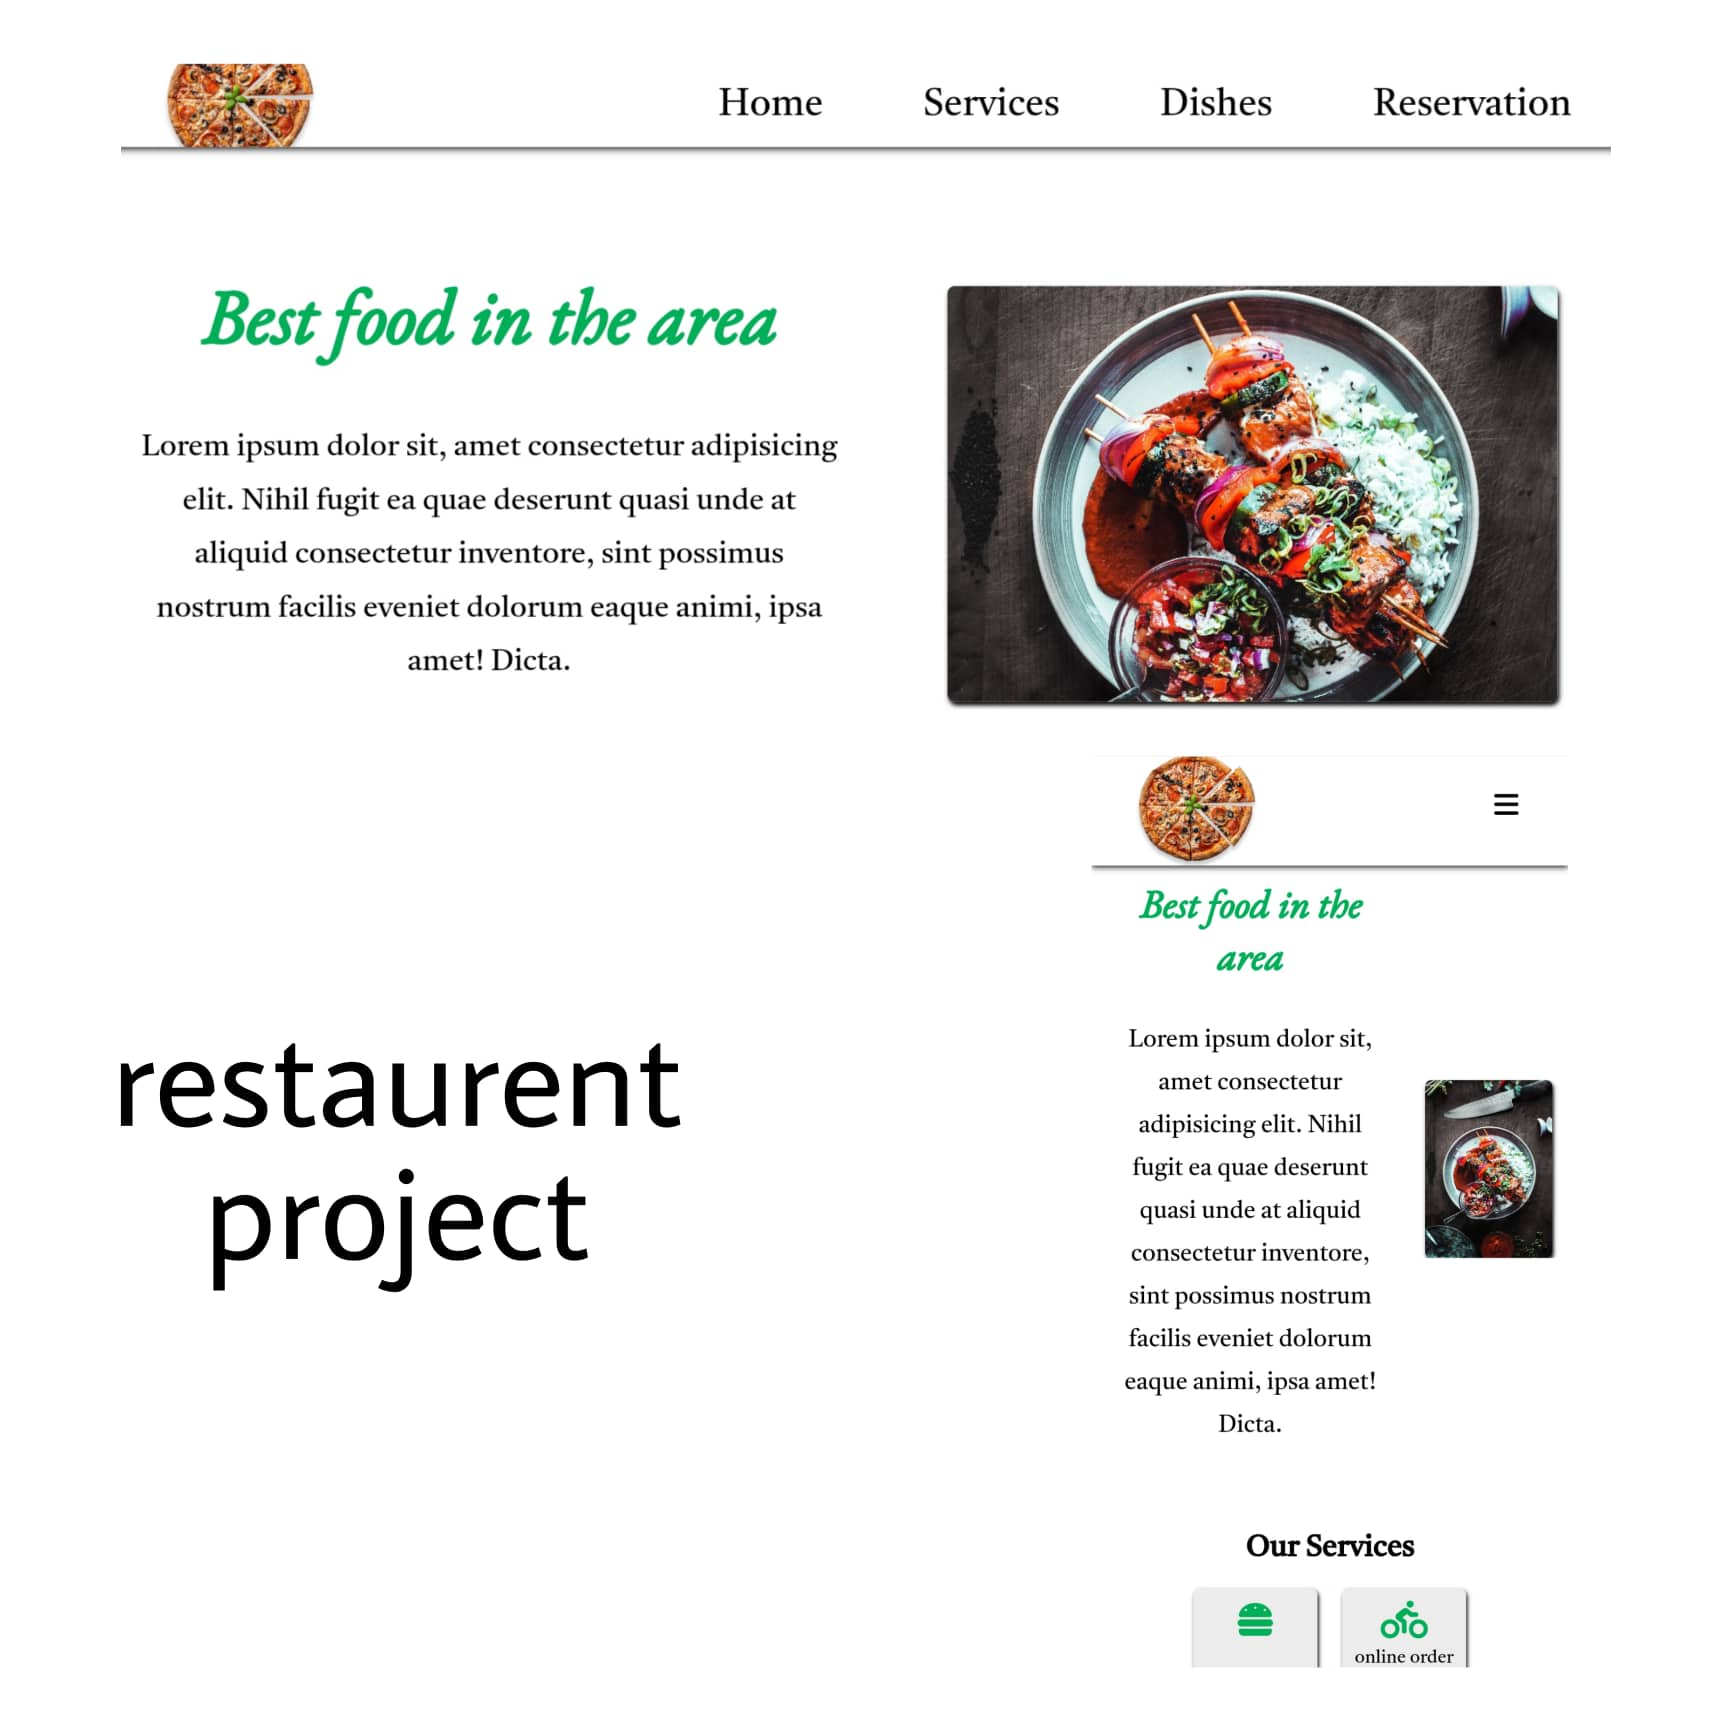 Home Services Dishes Reservation
Best food in the area
Lorem ipsum dolor sit, amet consectetur adipisicing
elit. Nihil fugit ea quae deserunt quasi unde at
aliquid consectetur inventore, sint possimus
nostrum facilis eveniet dolorum eaque animi, ipsa
amet! Dicta.
restaurent
project
Best food in the
area
Lorem ipsum dolor sit,
amet consectetur
adipisicing elit. Nihil
fugit ea quae deserunt
quasi unde at aliquid
consectetur inventore,
sint possimus nostrum
facilis eveniet dolorum
eaque animi, ipsa amet!
Dicta.
Our Services
online order